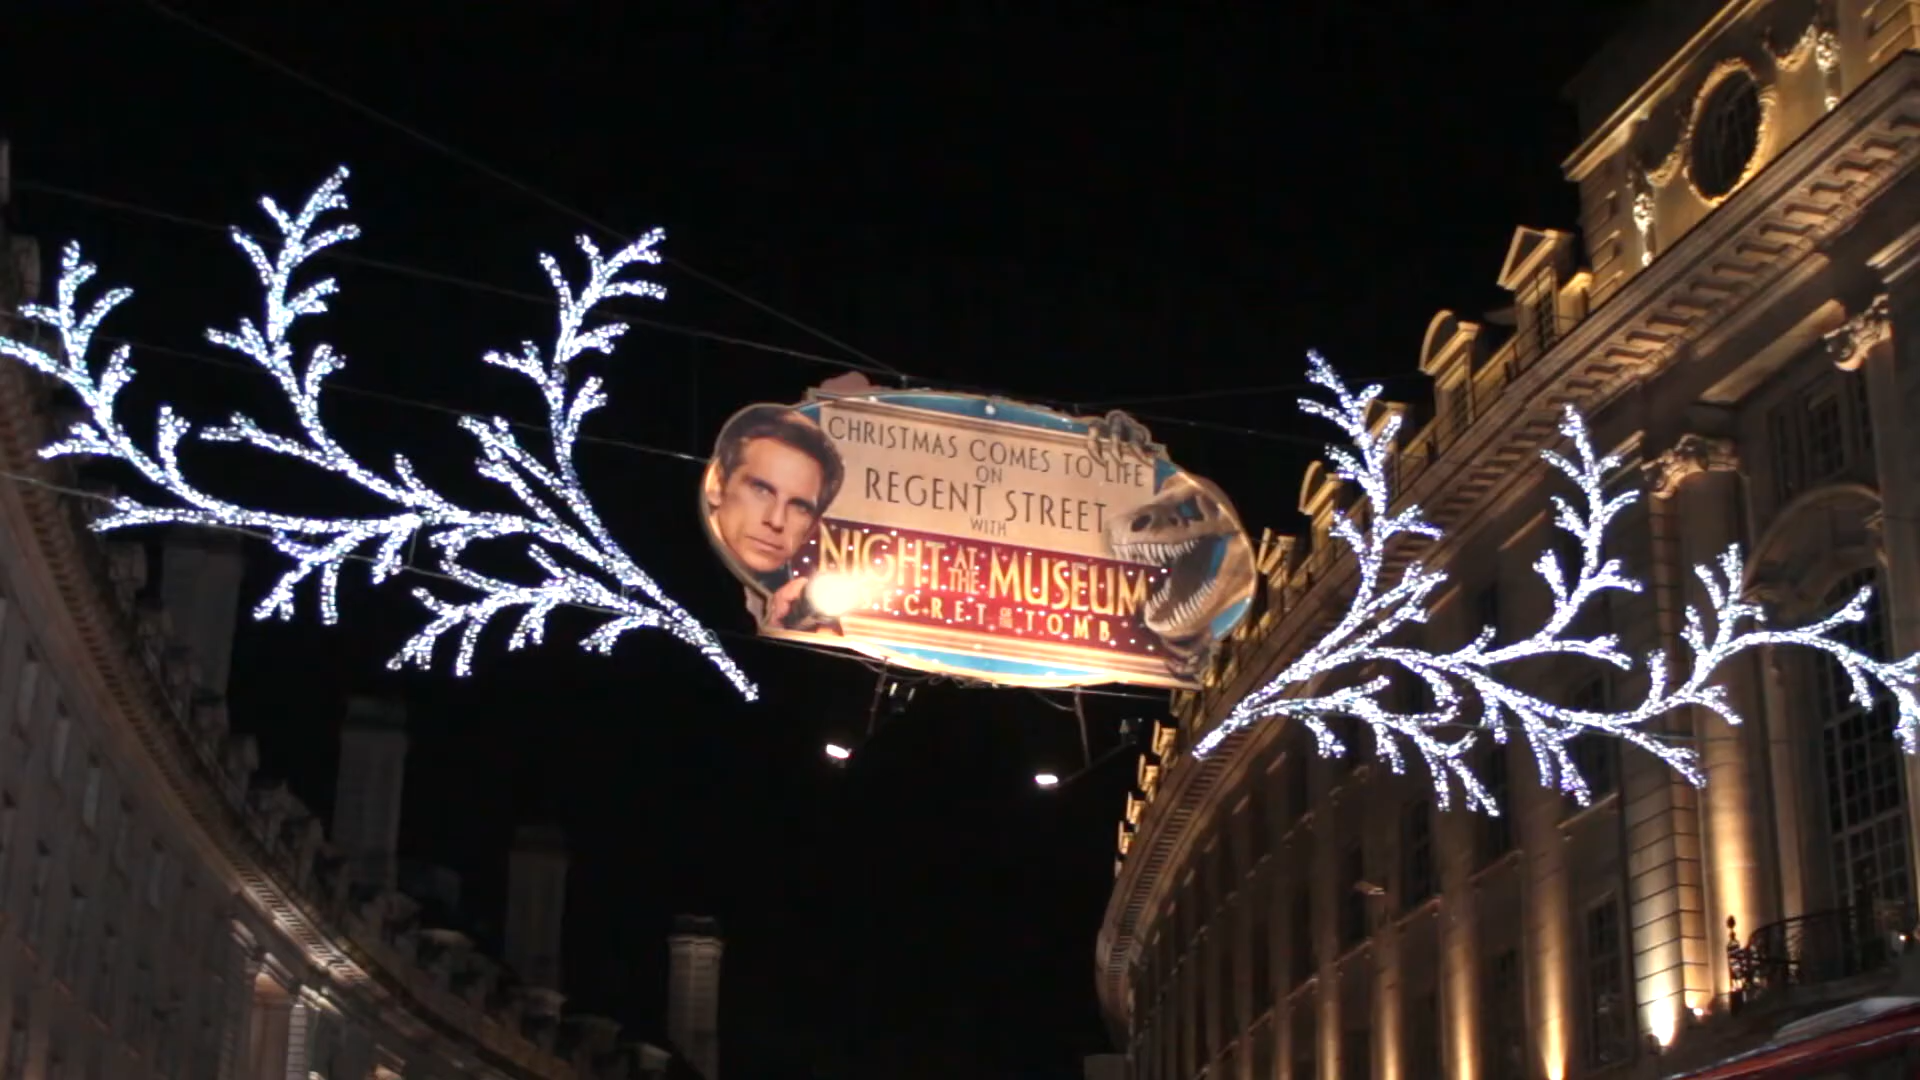 CHRISTMAS COMES TO LIFE
ON
REGENT STREET
WITH
NIGHT AT THE MUSEUM
SECRET OF THE TOMB